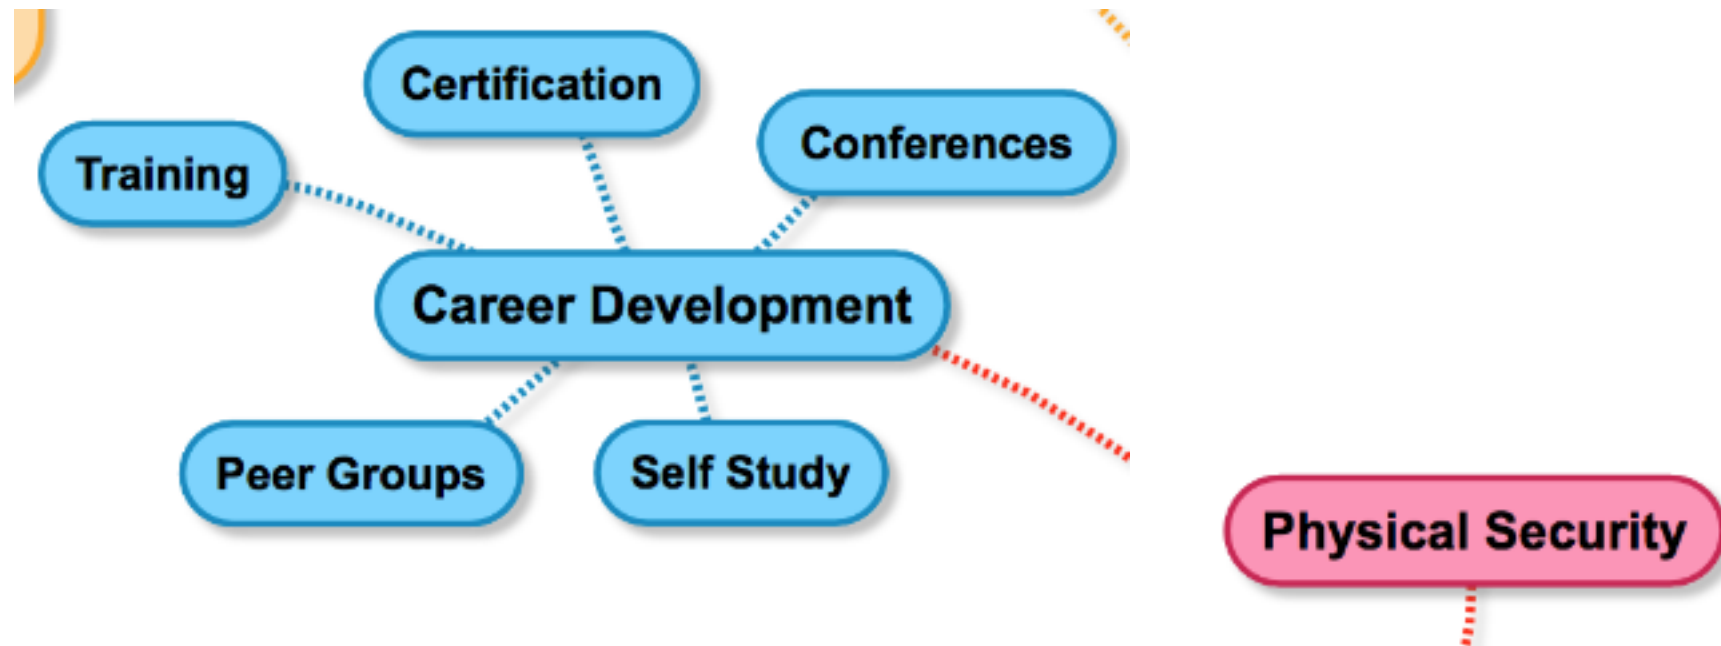 Certification
Conferences
Training
Career Development
Peer Groups
Self Study
Physical Security